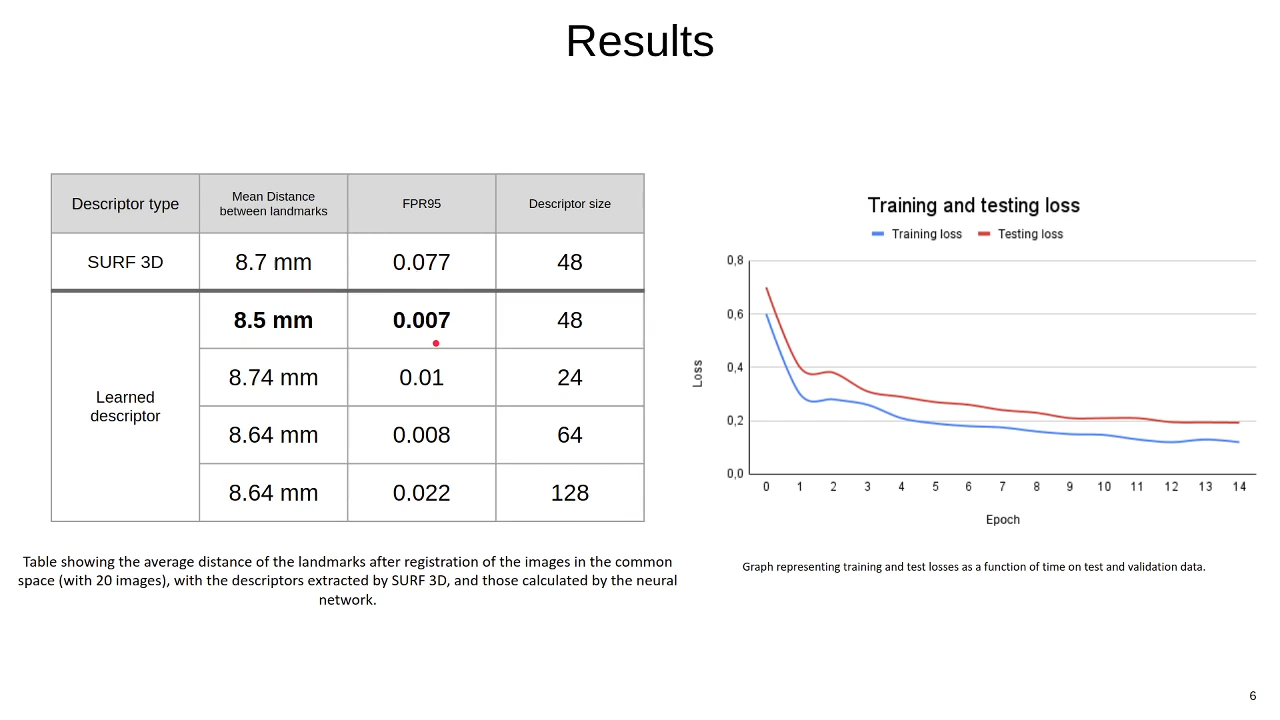 Results
Descriptor type
Mean Distance
between landmarks
FPR95
Descriptor size
SURF 3D
8.7 mm
0.077
48
Learned
descriptor
8.5 mm
0.007
48
8.74 mm
0.01
24
8.64 mm
0.008
64
8.64 mm
0.022
128
Table showing the average distance of the landmarks after registration of the images in the common
space (with 20 images), with the descriptors extracted by SURF 3D, and those calculated by the neural
network.
Training and testing loss
Training loss
Testing loss
Loss
0,8
0,6
0,4
0,2
0,0
0 1 2 3 4 5 6 7 8 9 10 11 12 13 14
Epoch
Graph representing training and test losses as a function of time on test and validation data.
6